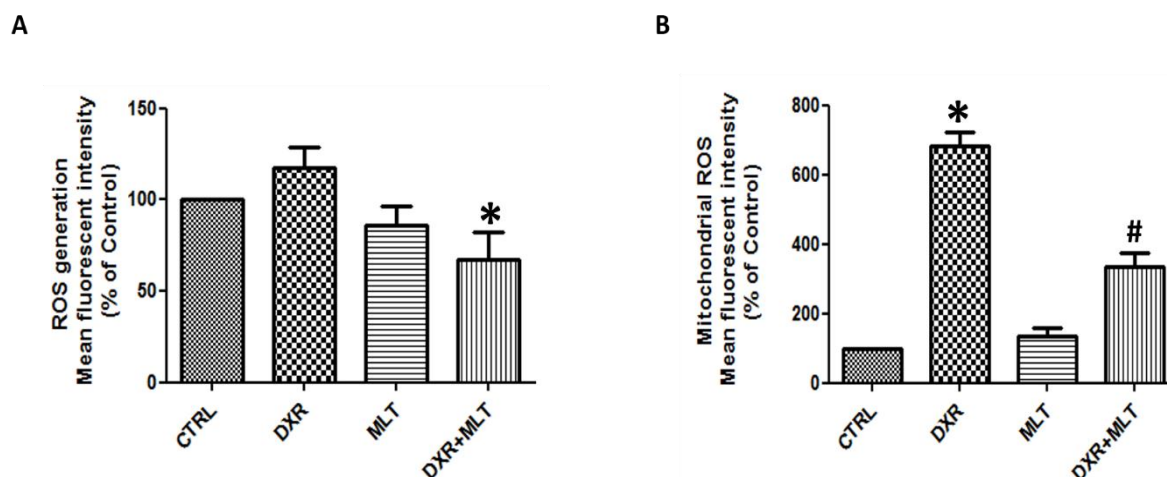 A
ROS generation
Mean fluorescent intensity
(% of Control)
150
100
50
0
*
CTRL
DXR
MLT
DXR+MLT
B
Mitochondrial ROS
Mean fluorescent intensity
(% of Control)
800
600
400
200
0
*
#
CTRL
DXR
MLT
DXR+MLT